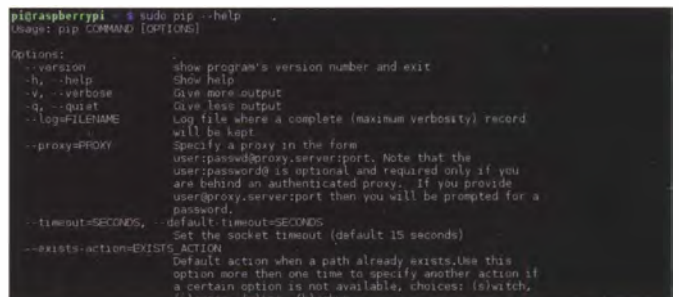 pi@raspberrypi ~ $ sudo pip --help
Usage: pip COMMAND [OPTIONS]
Options:
--version show program's version number and exit
-h, --help Show help
-v, --verbose Give more output
-q, --quiet Give less output
--log=FILENAME Log file where a complete (maximum verbosity) record
will be kept
--proxy=PROXY Specify a proxy in the form
user:passwd@proxy.server:port. Note that the
user:password@ is optional and required only if you
are behind an authenticated proxy. If you provide
user@proxy.server:port then you will be prompted for a
password.
--timeout=SECONDS, --default-timeout=SECONDS
Set the socket timeout (default 15 seconds)
--exists-action=EXISTS_ACTION
Default action when a path already exists.Use this
option more then one time to specify another action if
a certain option is not available, choices: (s)witch,